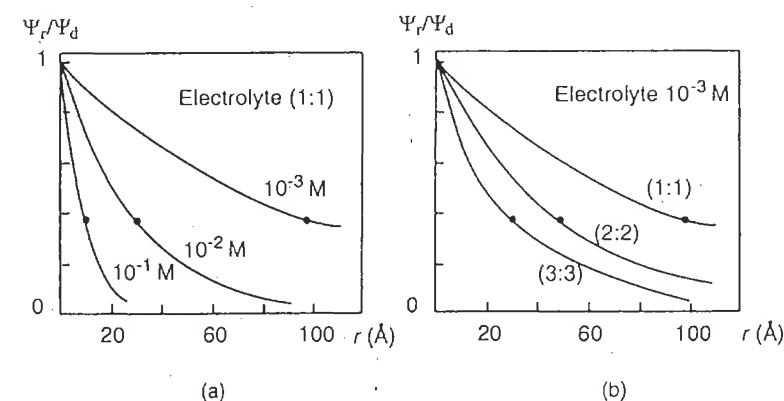 Ψr/Ψd
1
Electrolyte (1:1)
10⁻³ M
10⁻² M
10⁻¹ M
0
20
60
100
r (Å)
(a)
Ψr/Ψd
1
Electrolyte 10⁻³ M
(1:1)
(2:2)
(3:3)
0
20
60
100
r (Å)
(b)